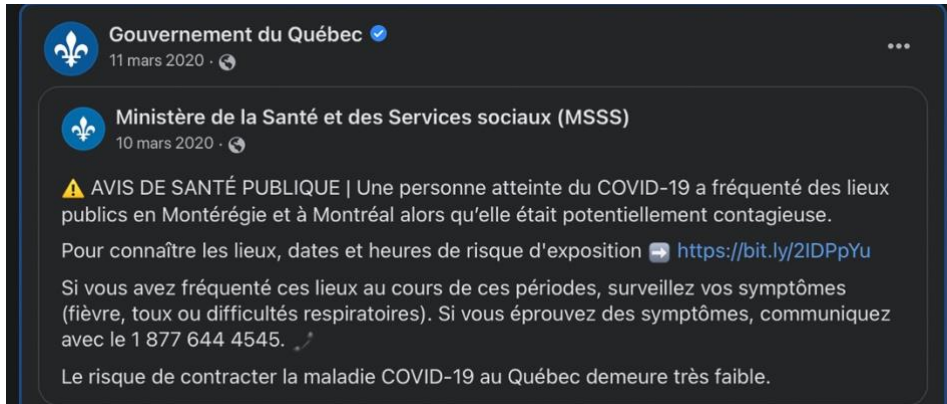 Gouvernement du Québec
11 mars 2020 ·
Ministère de la Santé et des Services sociaux (MSSS)
10 mars 2020 ·
⚠️ AVIS DE SANTÉ PUBLIQUE | Une personne atteinte du COVID-19 a fréquenté des lieux
publics en Montérégie et à Montréal alors qu'elle était potentiellement contagieuse.
Pour connaître les lieux, dates et heures de risque d'exposition ➡️ https://bit.ly/2IDPpYu
Si vous avez fréquenté ces lieux au cours de ces périodes, surveillez vos symptômes
(fièvre, toux ou difficultés respiratoires). Si vous éprouvez des symptômes, communiquez
avec le 1 877 644 4545.
Le risque de contracter la maladie COVID-19 au Québec demeure très faible.